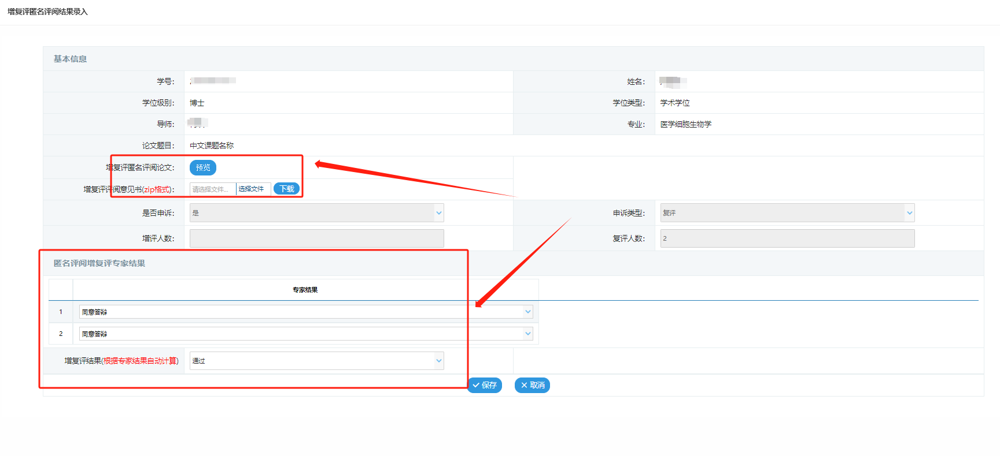 增复评匿名评阅结果录入
基本信息
学号:
姓名:
学位级别: 博士
学位类型: 学术学位
导师:
专业: 医学细胞生物学
论文题目: 中文课题名称
增复评匿名评阅论文: 预览
增复评评阅意见书(zip格式): 请选择文件... 选择文件 下载
是否申诉: 是
申诉类型: 复评
增评人数:
复评人数: 2
匿名评阅增复评专家结果
专家结果
1 同意答辩
2 同意答辩
增复评结果(根据专家结果自动计算) 通过
保存 取消